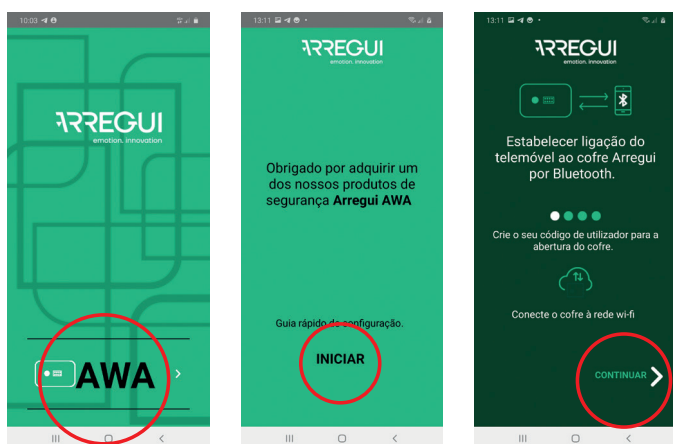 10:03
ARREGUI
emotion. innovation
AWA
13:11
ARREGUI
emotion. innovation
Obrigado por adquirir um
dos nossos produtos de
segurança Arregui AWA
Guia rápido de configuração.
INICIAR
13:11
ARREGUI
emotion. innovation
Estabelecer ligação do
telemóvel ao cofre Arregui
por Bluetooth.
Crie o seu código de utilizador para a
abertura do cofre.
Conecte o cofre à rede wi-fi
CONTINUAR